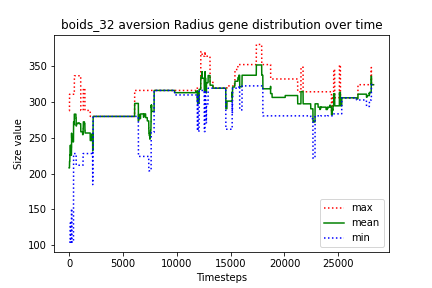 boids_32 aversion Radius gene distribution over time
Size value
350
300
250
200
150
100
0
5000
10000
15000
20000
25000
Timesteps
max
mean
min